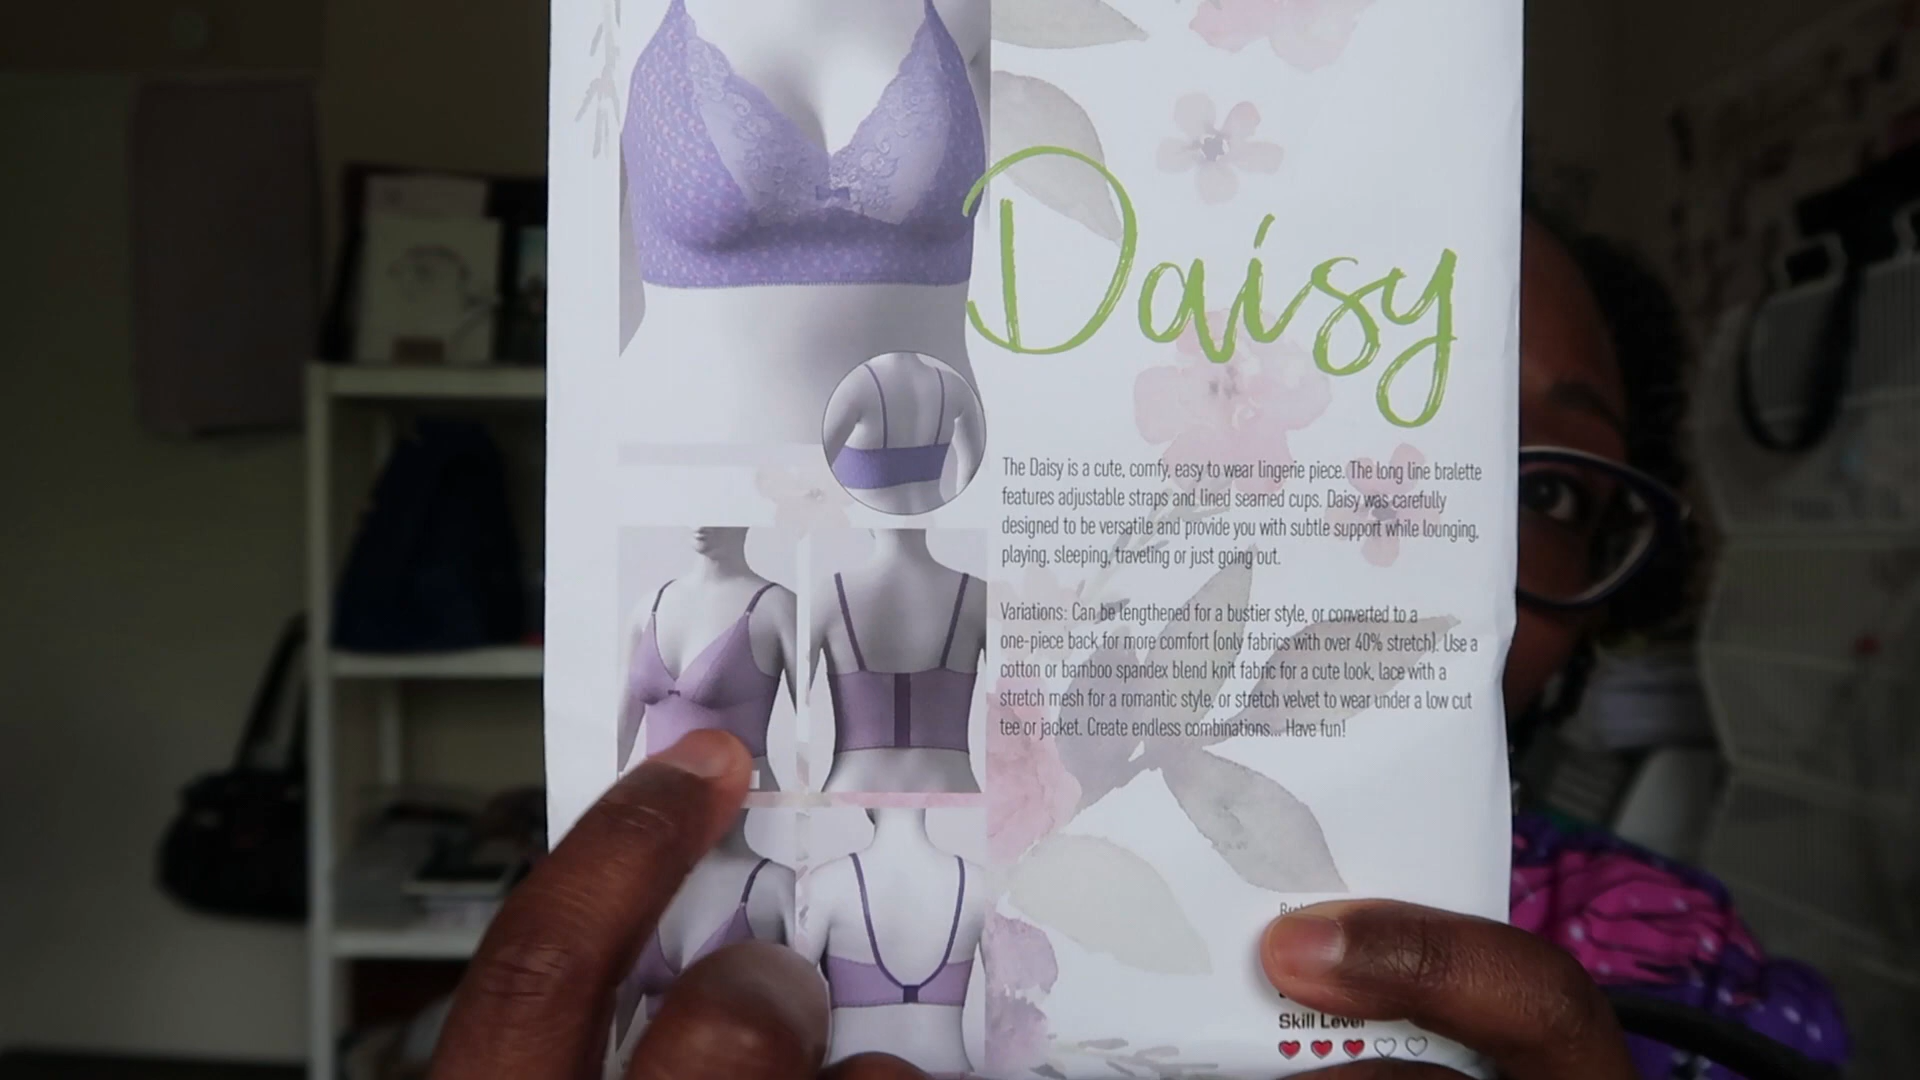 Daisy
The Daisy is a cute, comfy, easy to wear lingerie piece. The long line bralette
features adjustable straps and lined seamed cups. Daisy was carefully
designed to be versatile and provide you with subtle support while lounging,
playing, sleeping, traveling or just going out.
Variations: Can be lengthened for a bustier style, or converted to a
one-piece back for more comfort (only fabrics with over 40% stretch). Use a
cotton or bamboo spandex blend knit fabric for a cute look, lace with a
stretch mesh for a romantic style, or stretch velvet to wear under a low cut
tee or jacket. Create endless combinations... Have fun!
Skill Level